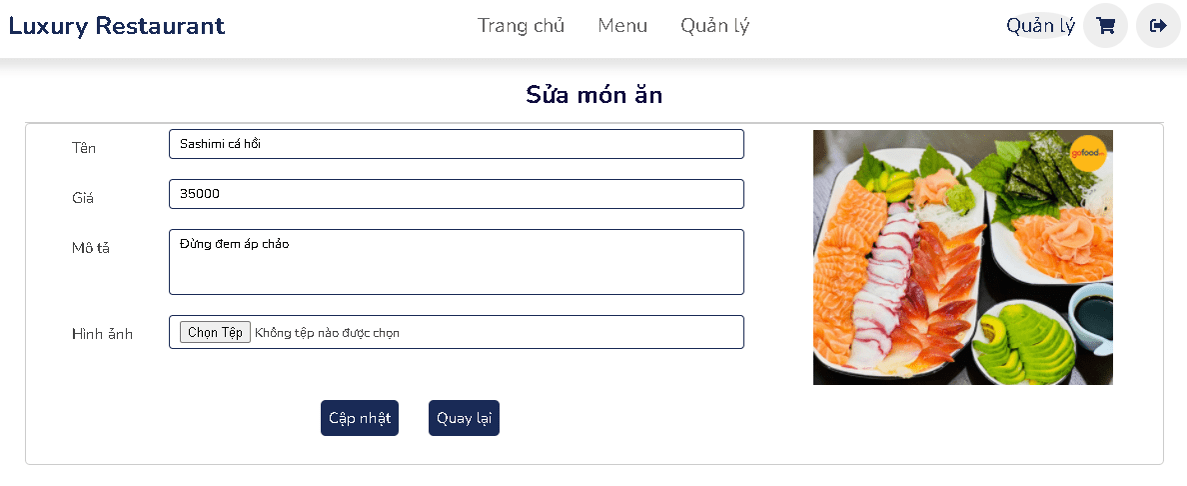 Luxury Restaurant
Trang chủ Menu Quản lý
Quản lý
Sửa món ăn
Tên
Sashimi cá hồi
Giá
35000
Mô tả
Đừng đem áp chảo
Hình ảnh
Chọn Tệp Không tệp nào được chọn
gofood
Cập nhật Quay lại